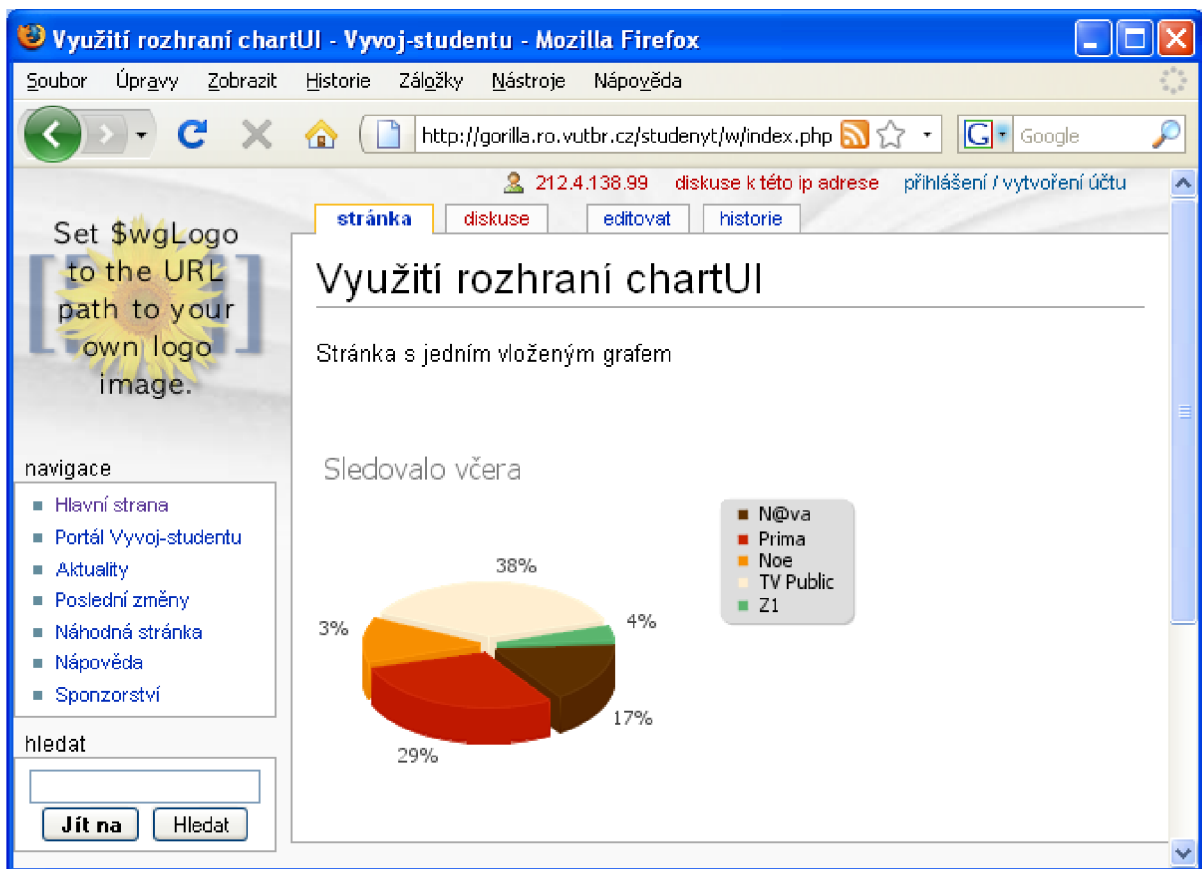 Využití rozhraní chartUI - Vyvoj-studentu - Mozilla Firefox
Soubor Úpravy Zobrazit Historie Záložky Nástroje Nápověda
http://gorilla.ro.vutbr.cz/studenyt/w/index.php G Google
212.4.138.99 diskuse k této ip adrese přihlášení / vytvoření účtu
stránka diskuse editovat historie
Set $wgLogo
to the URL
path to your
own logo
image.
Využití rozhraní chartUI
Stránka s jedním vloženým grafem
navigace
Hlavní strana
Portál Vyvoj-studentu
Aktuality
Poslední změny
Náhodná stránka
Nápověda
Sponzorství
hledat
Jít na Hledat
Sledovalo včera
N@va
Prima
Noe
TV Public
Z1
38%
4%
3%
17%
29%